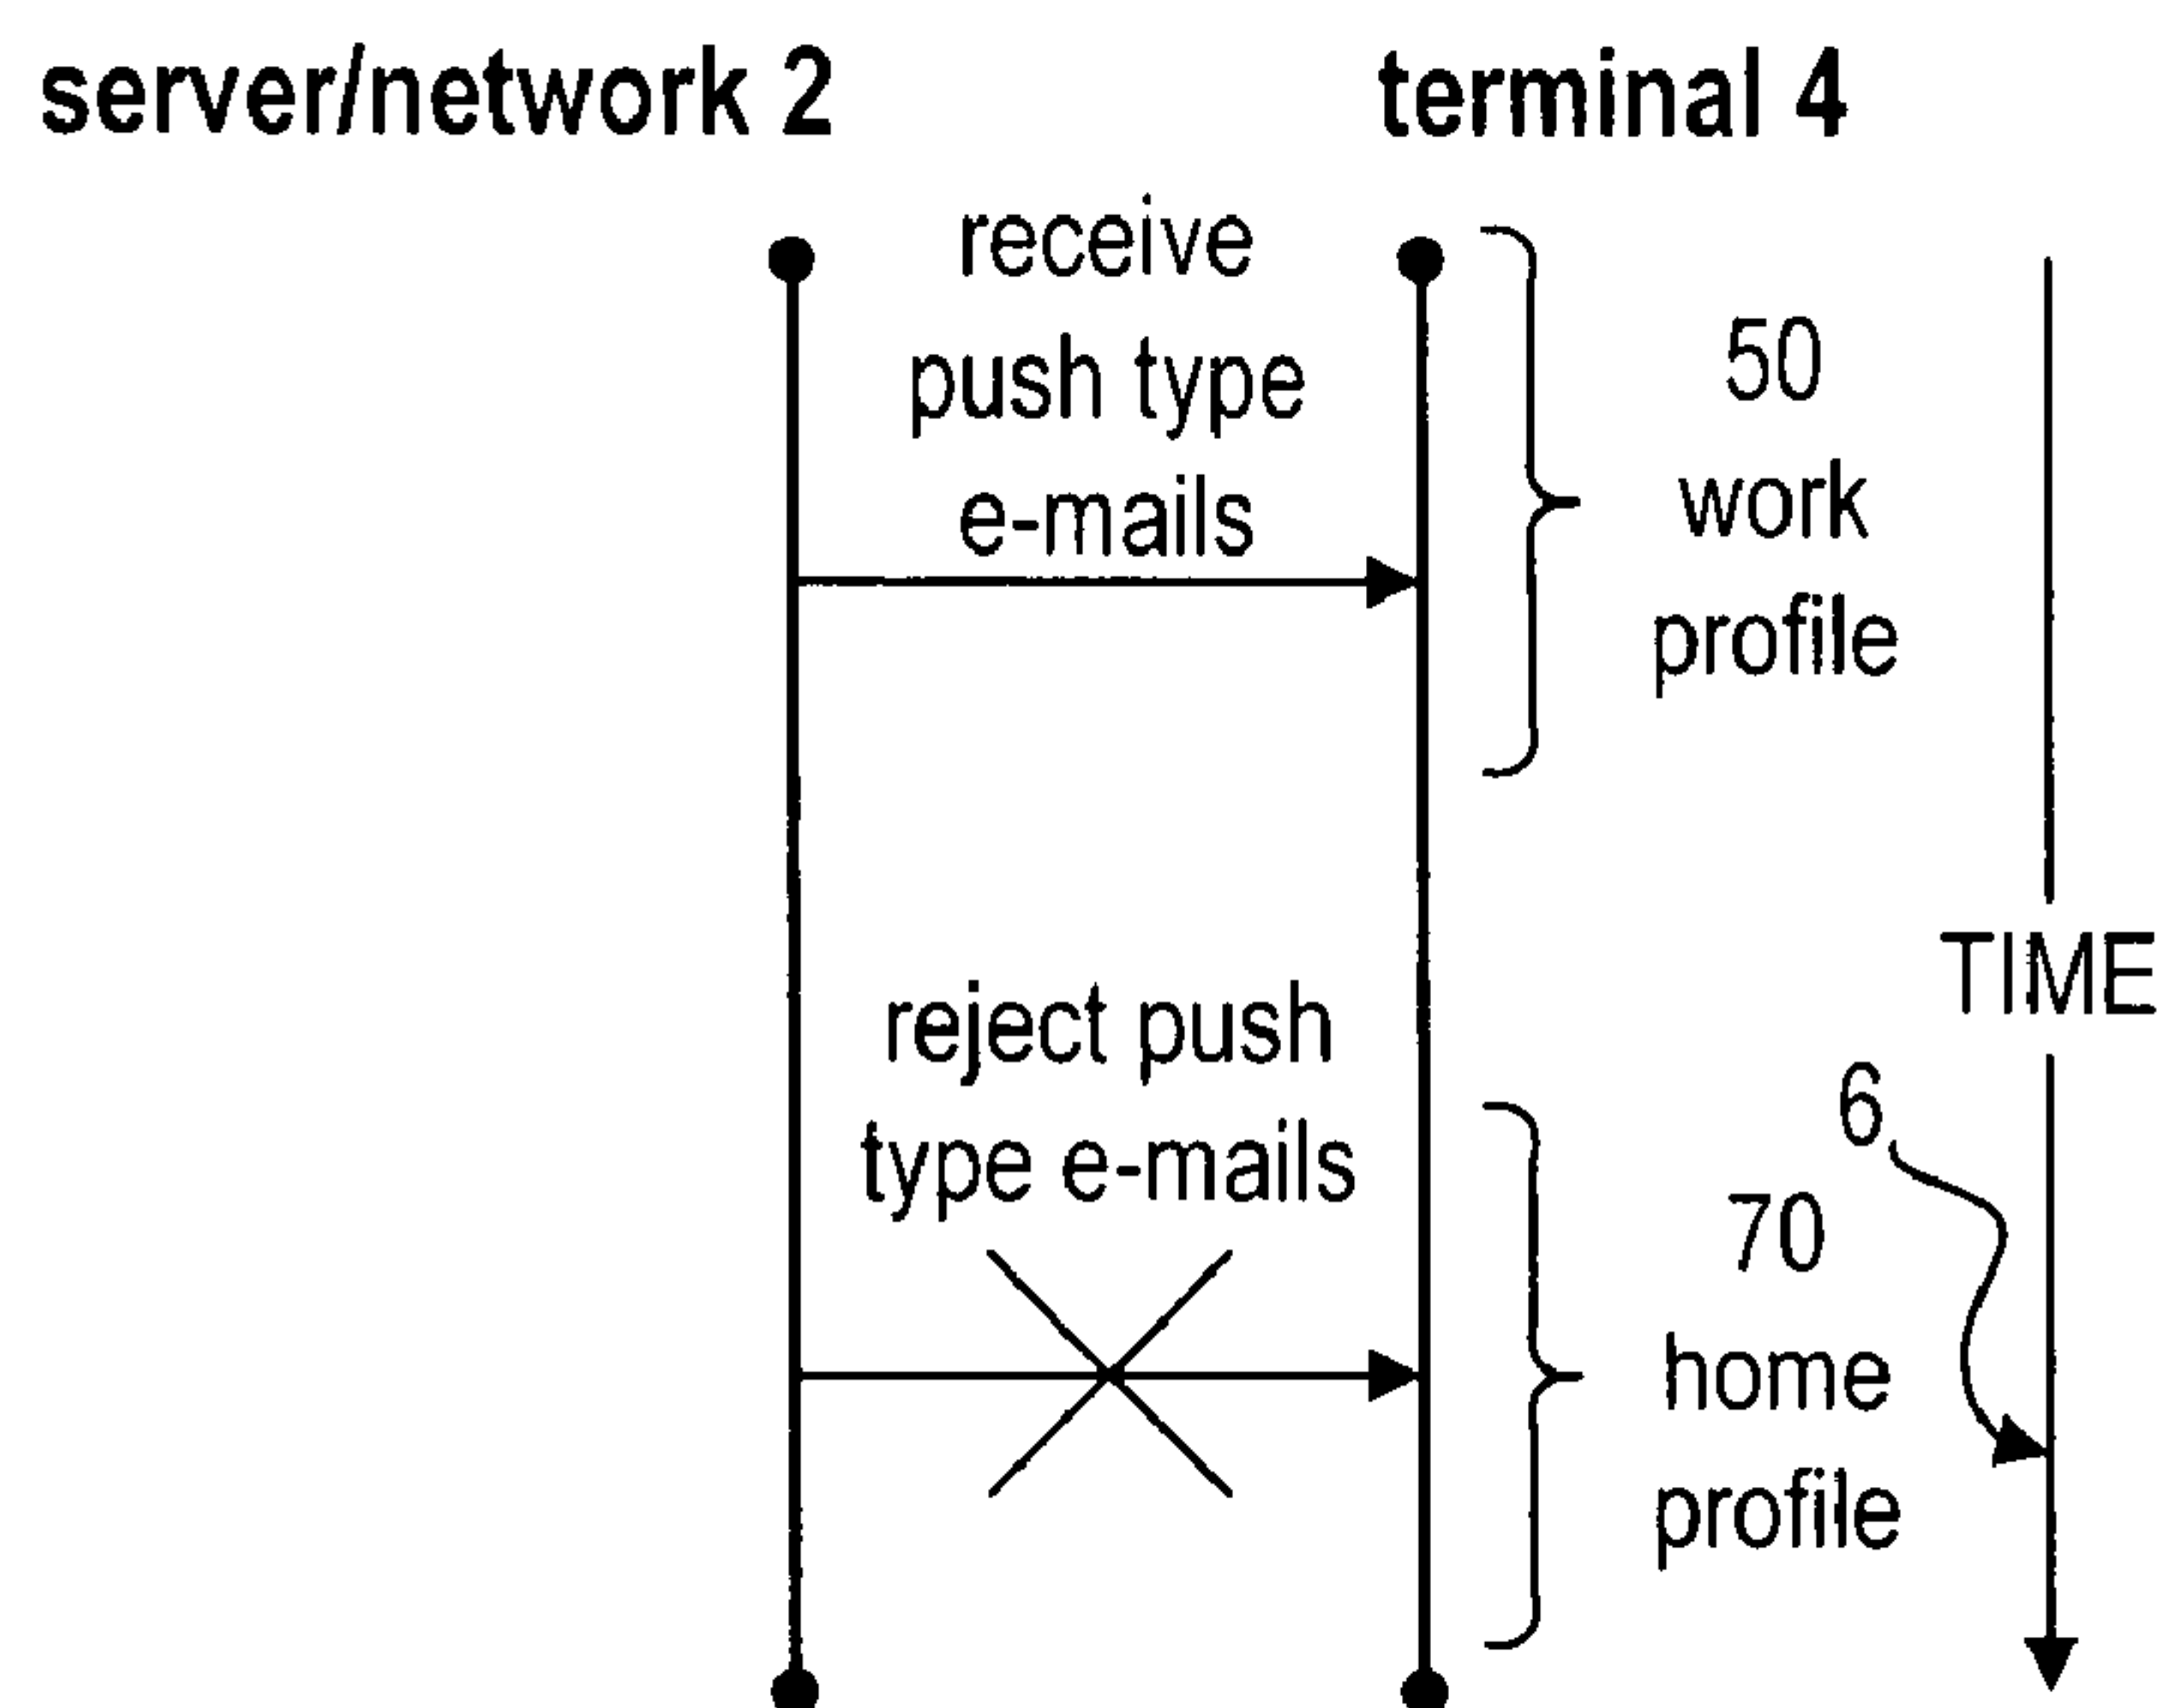 server/network 2
terminal 4
receive
push type
e-mails
50
work
profile
TIME
reject push
type e-mails
6
70
home
profile